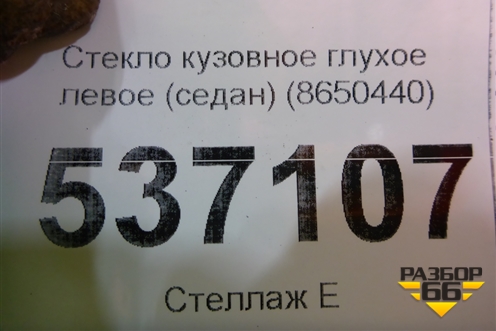 Стекло кузовное глухое
левое (седан) (8650440)
537107
Стеллаж Е
РАЗБОР
66